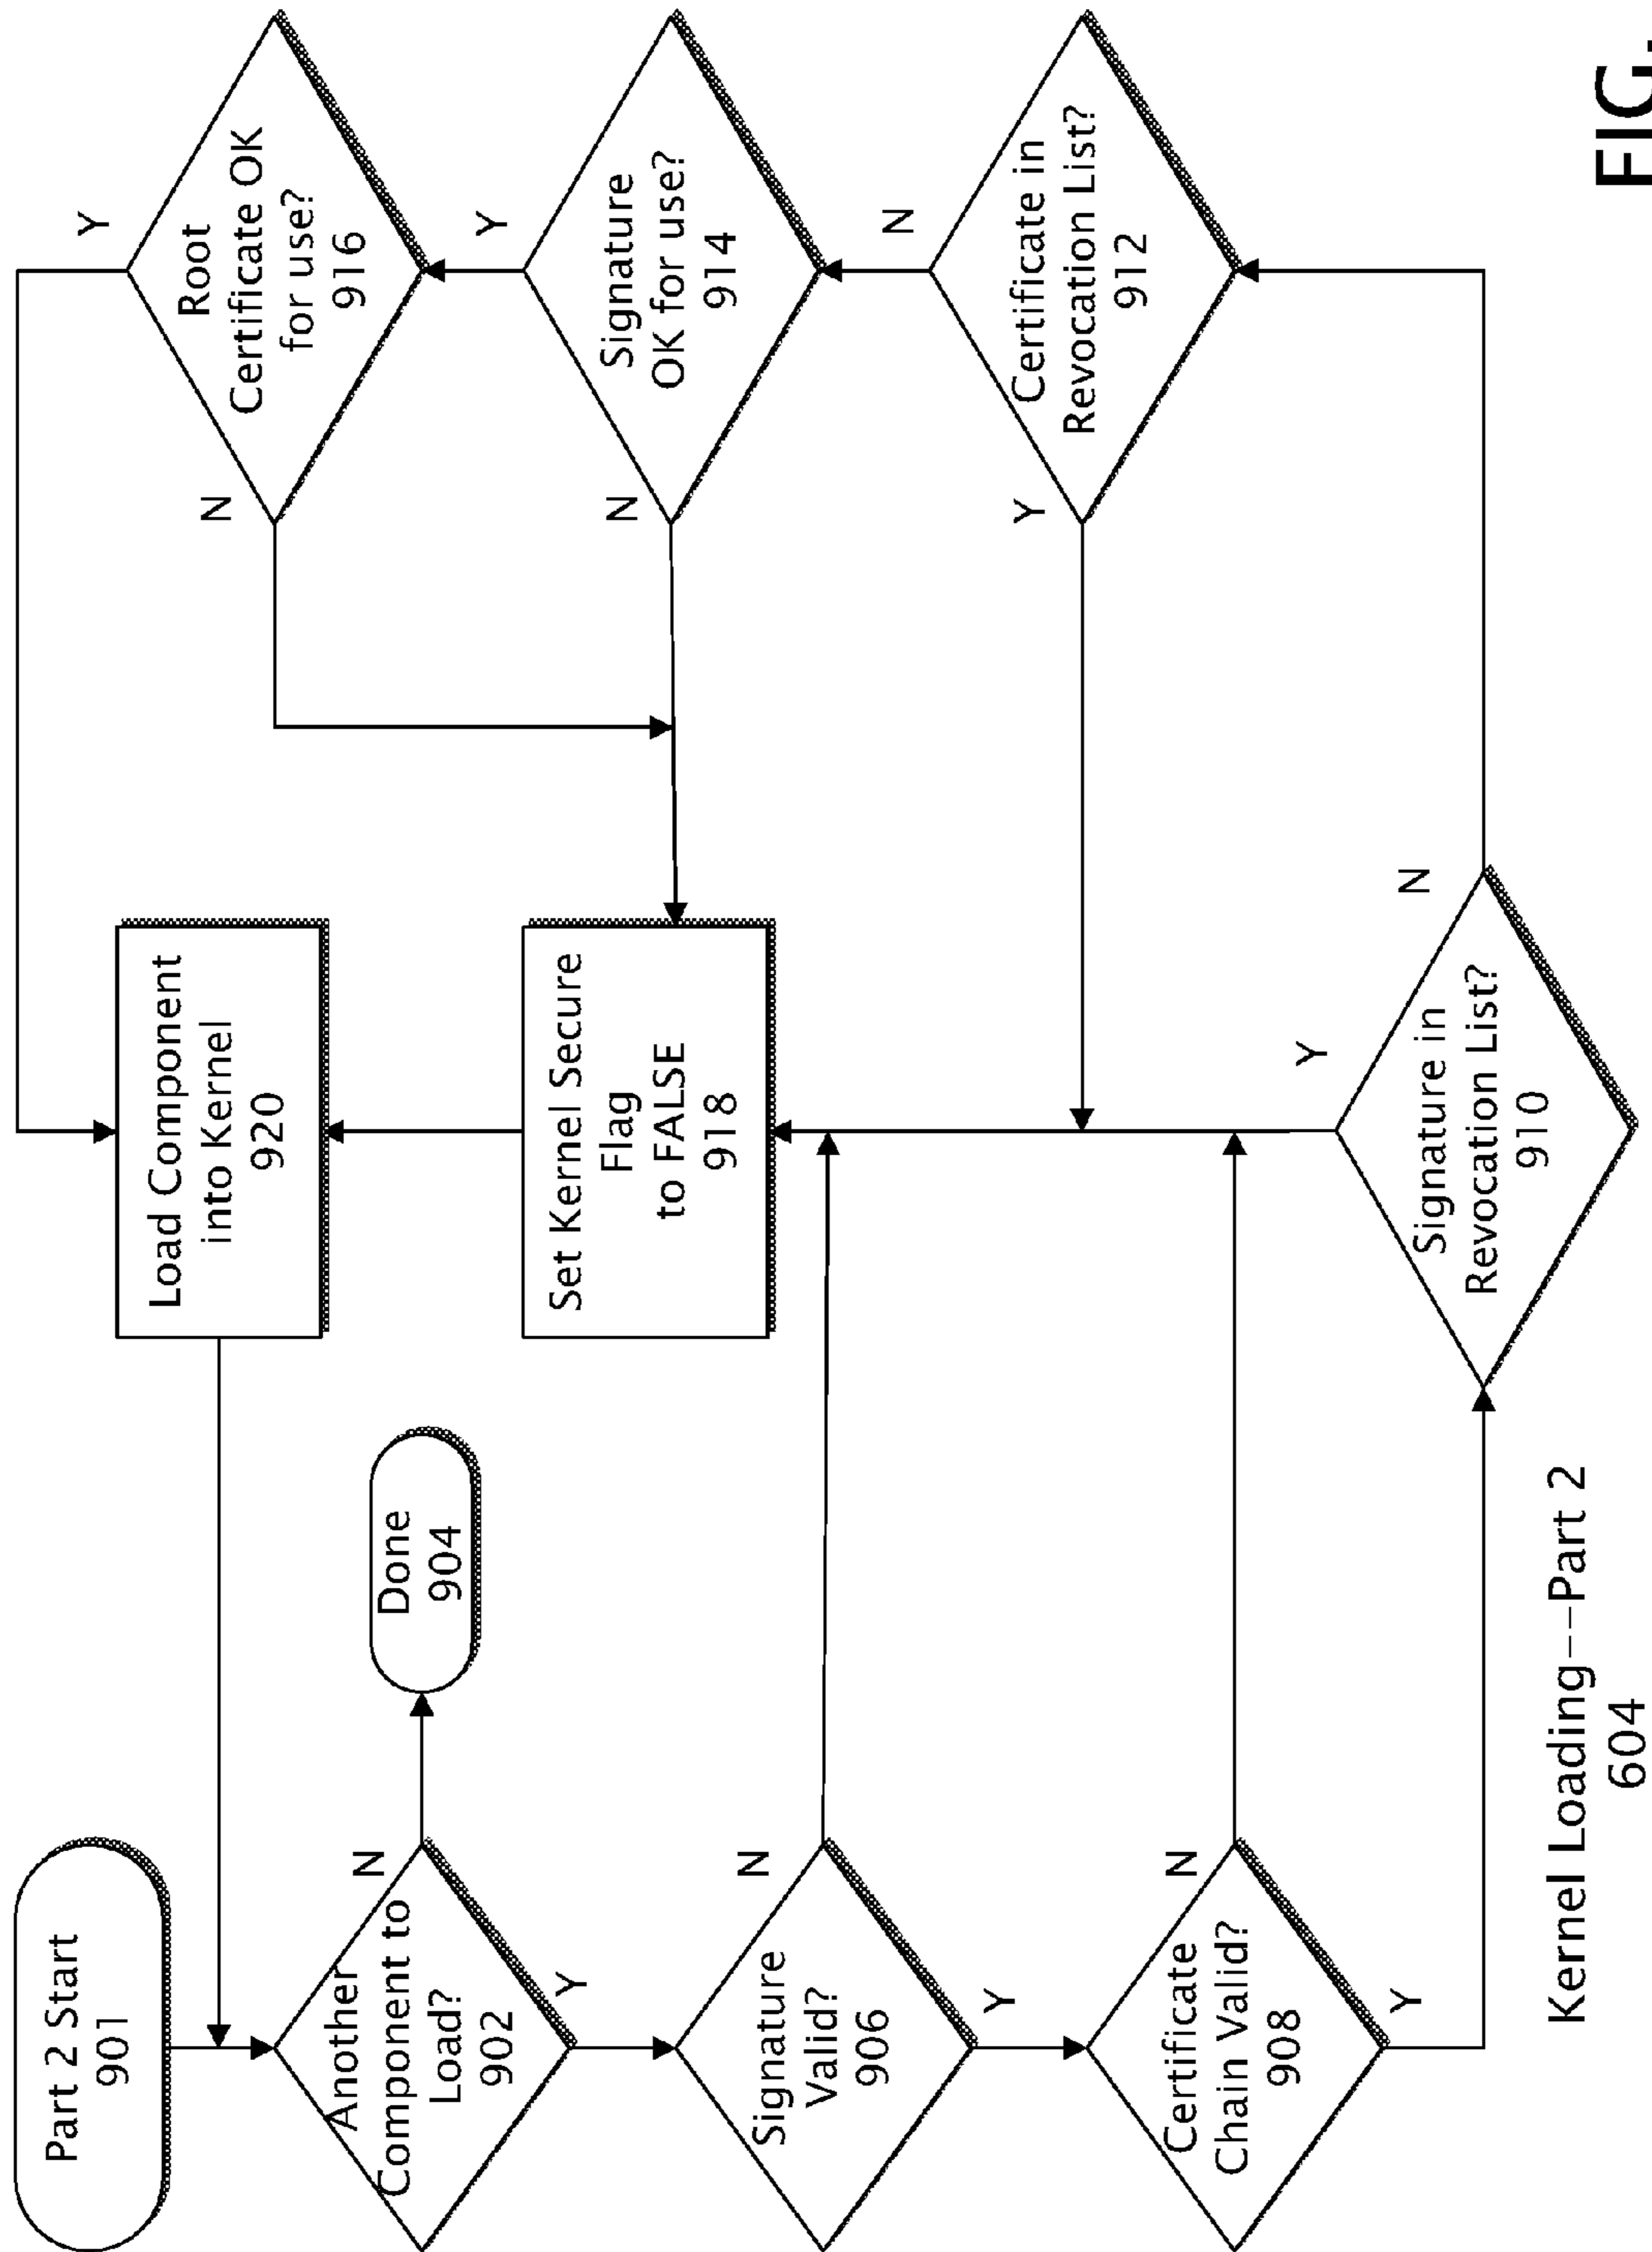 Part 2 Start
901
Another
Component to
Load?
902
N
Y
Done
904
Signature
Valid?
906
N
Y
Certificate
Chain Valid?
908
N
Y
Signature in
Revocation List?
910
Y
N
Certificate in
Revocation List?
912
Y
N
Signature
OK for use?
914
N
Y
Root
Certificate OK
for use?
916
N
Y
Set Kernel Secure
Flag
to FALSE
918
Load Component
into Kernel
920
Kernel Loading--Part 2
604
FIG.